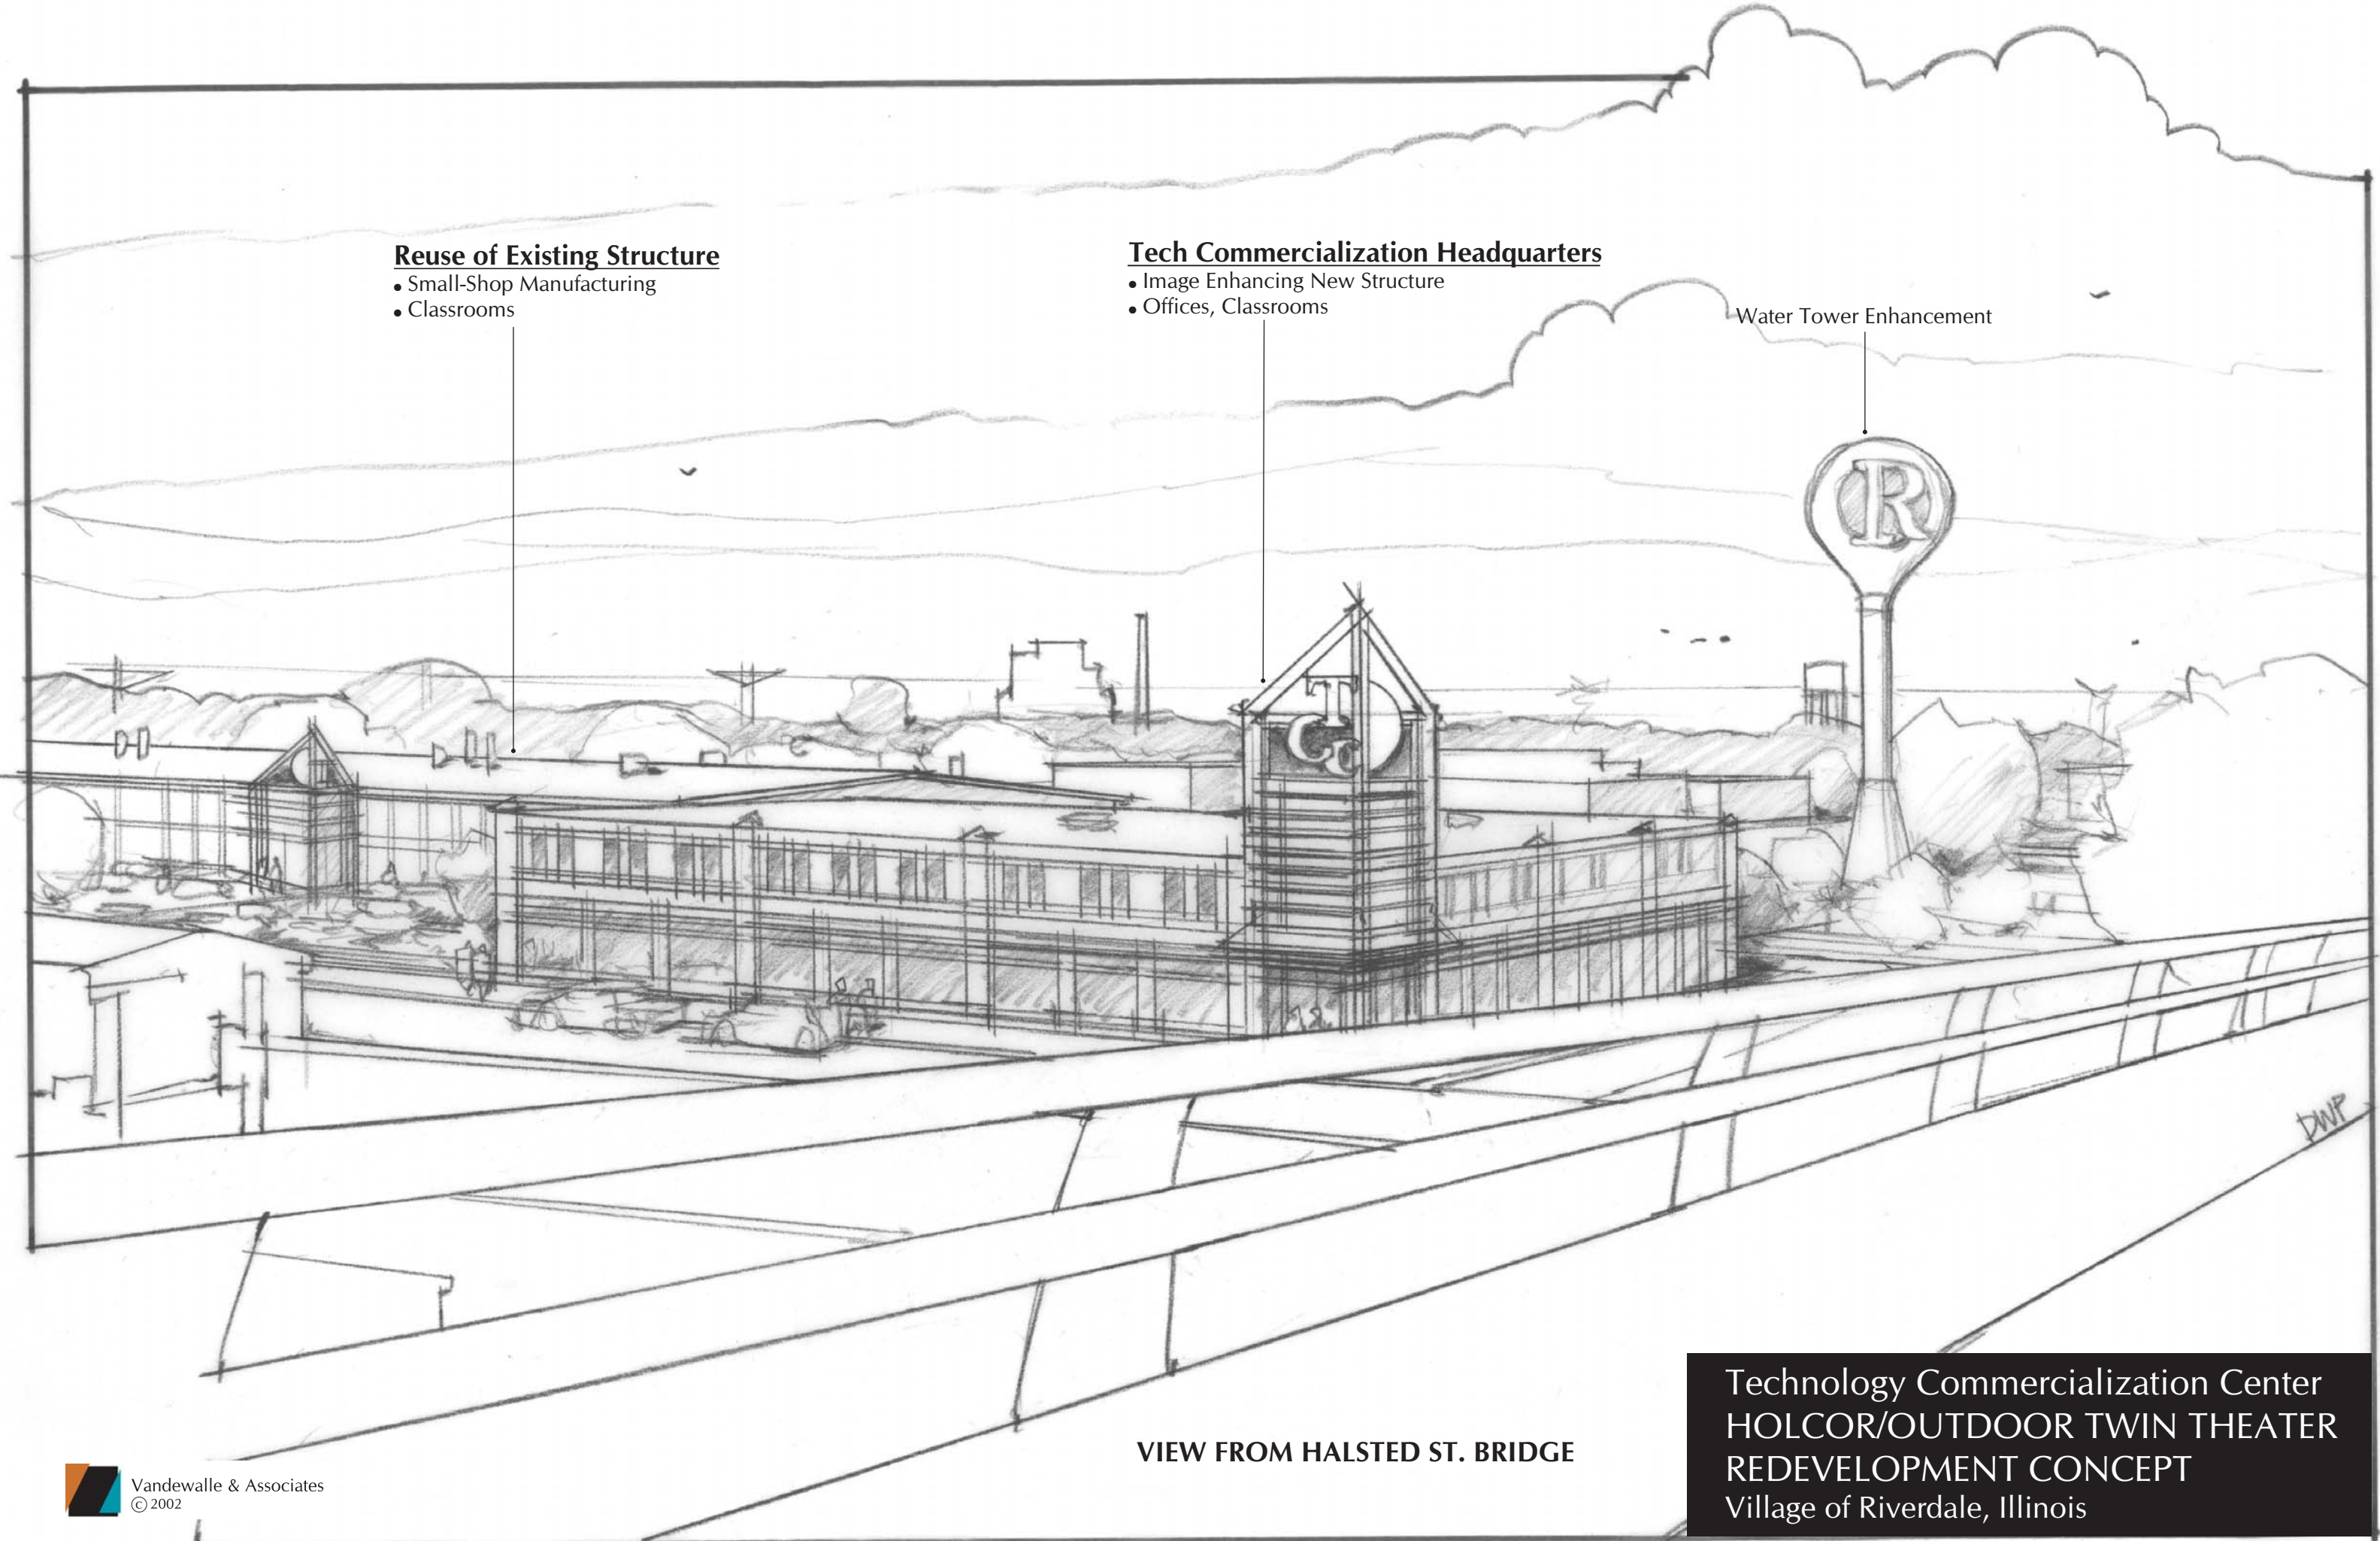 Reuse of Existing Structure
• Small-Shop Manufacturing
• Classrooms
Tech Commercialization Headquarters
• Image Enhancing New Structure
• Offices, Classrooms
Water Tower Enhancement
R
T
C C
DWP
VIEW FROM HALSTED ST. BRIDGE
Vandewalle & Associates
© 2002
Technology Commercialization Center
HOLCOR/OUTDOOR TWIN THEATER
REDEVELOPMENT CONCEPT
Village of Riverdale, Illinois